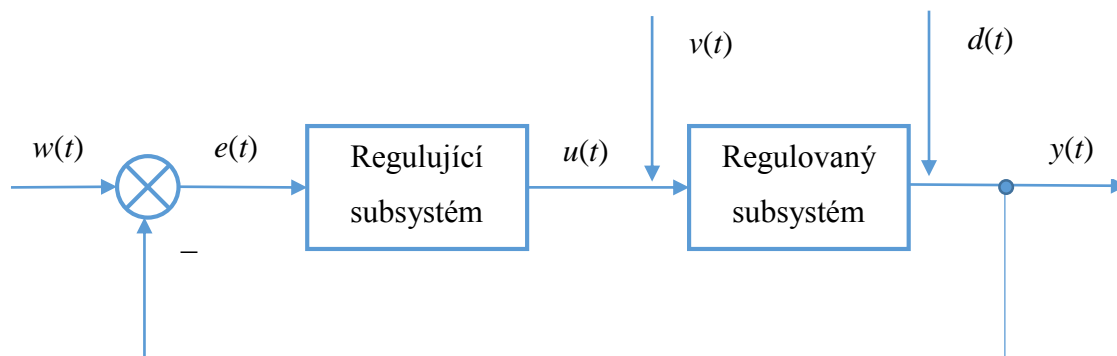 v(t)
d(t)
w(t)
e(t)
Regulující
subsystém
u(t)
Regulovaný
subsystém
y(t)
–